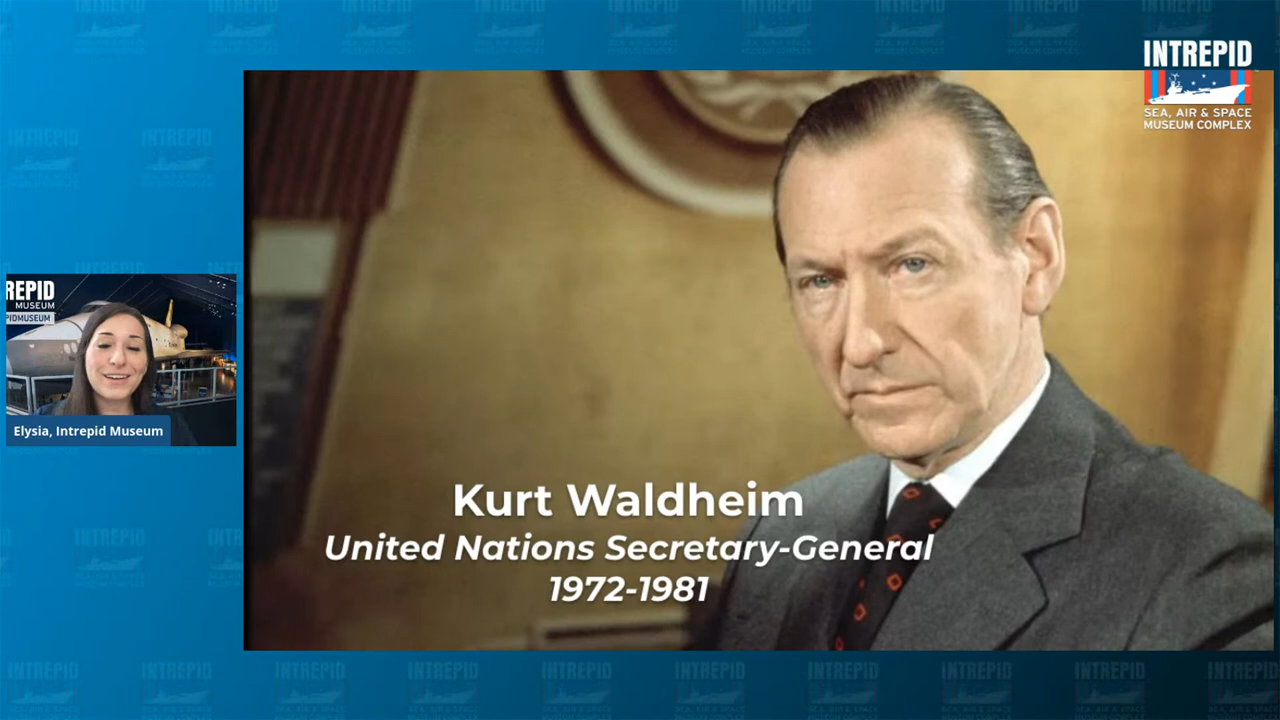 INTREPID
SEA, AIR & SPACE
MUSEUM COMPLEX
REPID
MUSEUM
PIDMUSEUM
Elysia, Intrepid Museum
Kurt Waldheim
United Nations Secretary-General
1972-1981